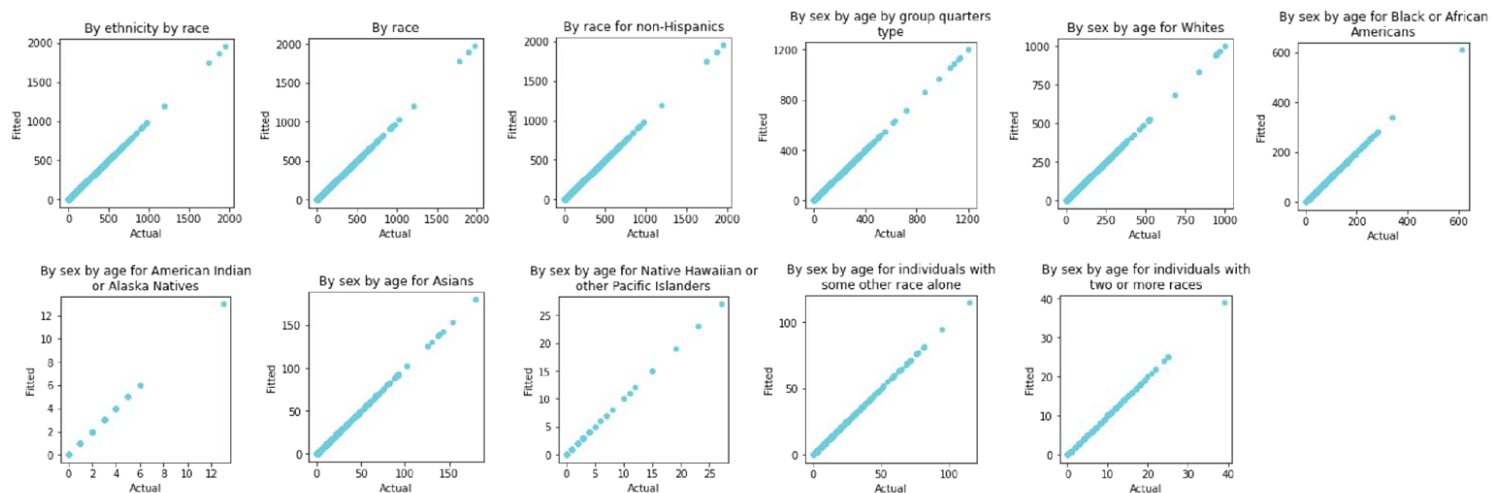 By ethnicity by race
2000
1500
1000
500
0
Fitted
0 500 1000 1500 2000
Actual
By race
2000
1500
1000
500
0
Fitted
0 500 1000 1500 2000
Actual
By race for non-Hispanics
2000
1500
1000
500
0
Fitted
0 500 1000 1500 2000
Actual
By sex by age by group quarters
type
1200
800
400
0
Fitted
0 400 800 1200
Actual
By sex by age for Whites
1000
750
500
250
0
Fitted
0 250 500 750 1000
Actual
By sex by age for Black or African
Americans
600
400
200
0
Fitted
0 200 400 600
Actual
By sex by age for American Indian
or Alaska Natives
12
10
8
6
4
2
0
Fitted
0 2 4 6 8 10 12
Actual
By sex by age for Asians
150
100
50
0
Fitted
0 50 100 150
Actual
By sex by age for Native Hawaiian or
other Pacific Islanders
25
20
15
10
5
0
Fitted
0 5 10 15 20 25
Actual
By sex by age for individuals with
some other race alone
100
50
0
Fitted
0 50 100
Actual
By sex by age for individuals with
two or more races
40
30
20
10
0
Fitted
0 10 20 30 40
Actual